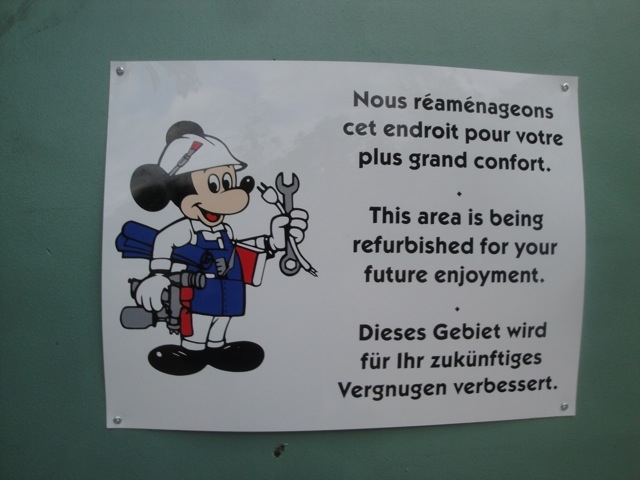 Nous réaménageons
cet endroit pour votre
plus grand confort.
This area is being
refurbished for your
future enjoyment.
Dieses Gebiet wird
für Ihr zukünftiges
Vergnugen verbessert.